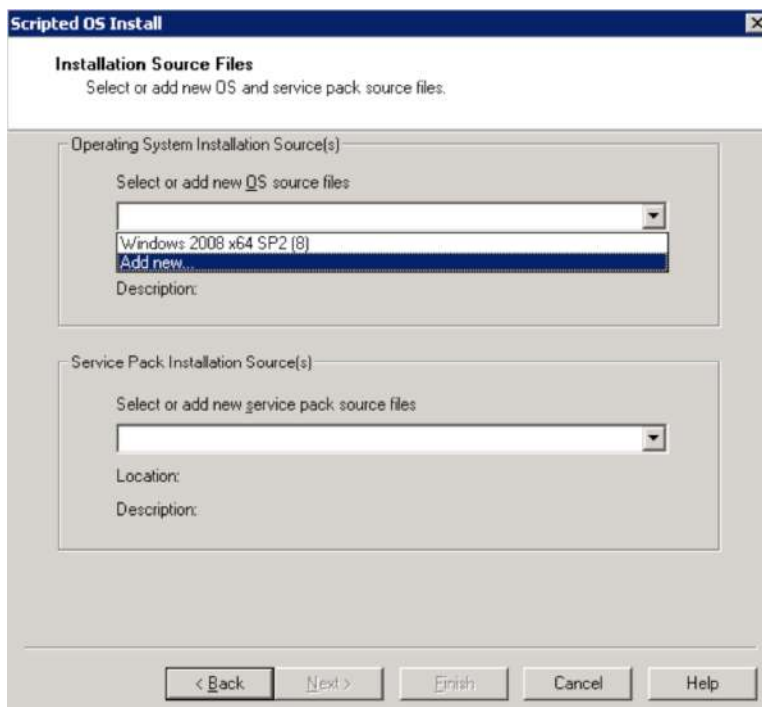 Scripted OS Install
Installation Source Files
Select or add new OS and service pack source files.
Operating System Installation Source(s)
Select or add new OS source files
Windows 2008 x64 SP2 (8)
Add new...
Description:
Service Pack Installation Source(s)
Select or add new service pack source files
Location:
Description:
< Back
Next >
Finish
Cancel
Help